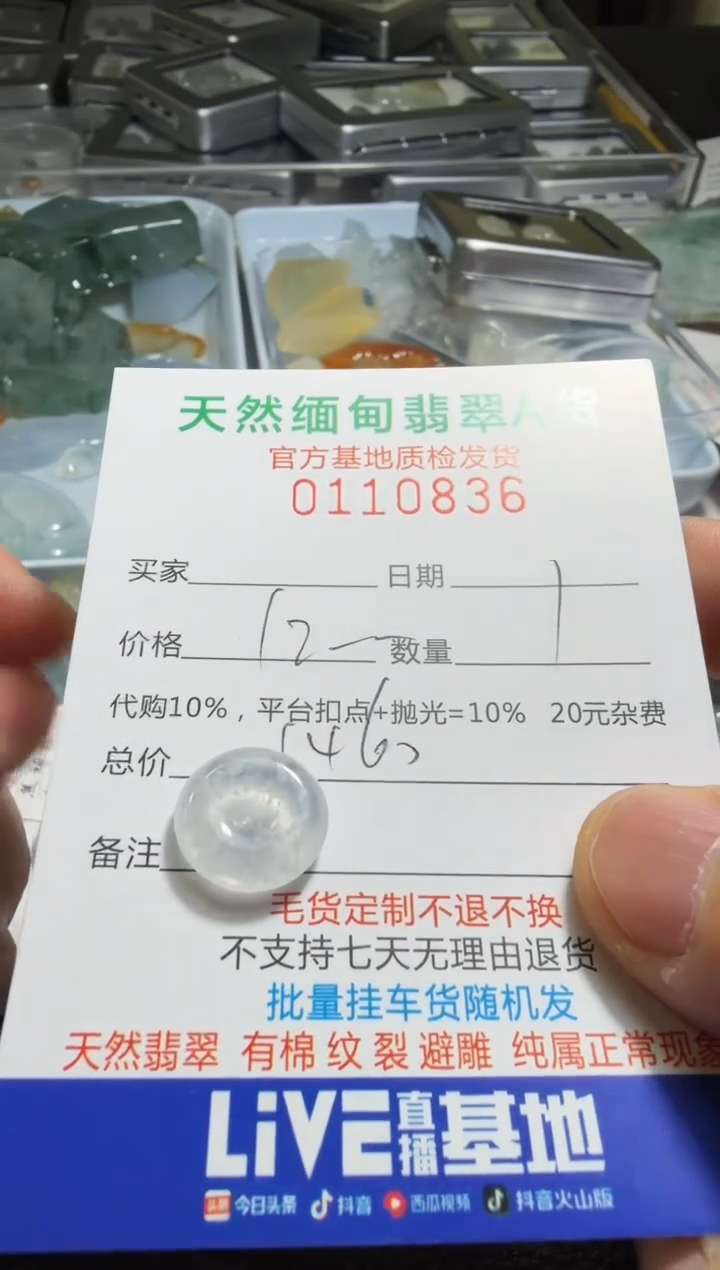 天然缅甸翡翠A货
官方基地质检发货
0110836
买家 日期
价格 数量 1
代购10%，平台扣点+抛光=10% 20元杂费
总价 1460
备注
毛货定制不退不换
不支持七天无理由退货
批量挂车货随机发
天然翡翠 有棉纹裂避雕 纯属正常现象
LiVE直播基地
头条 今日头条 抖音 西瓜视频 抖音火山版